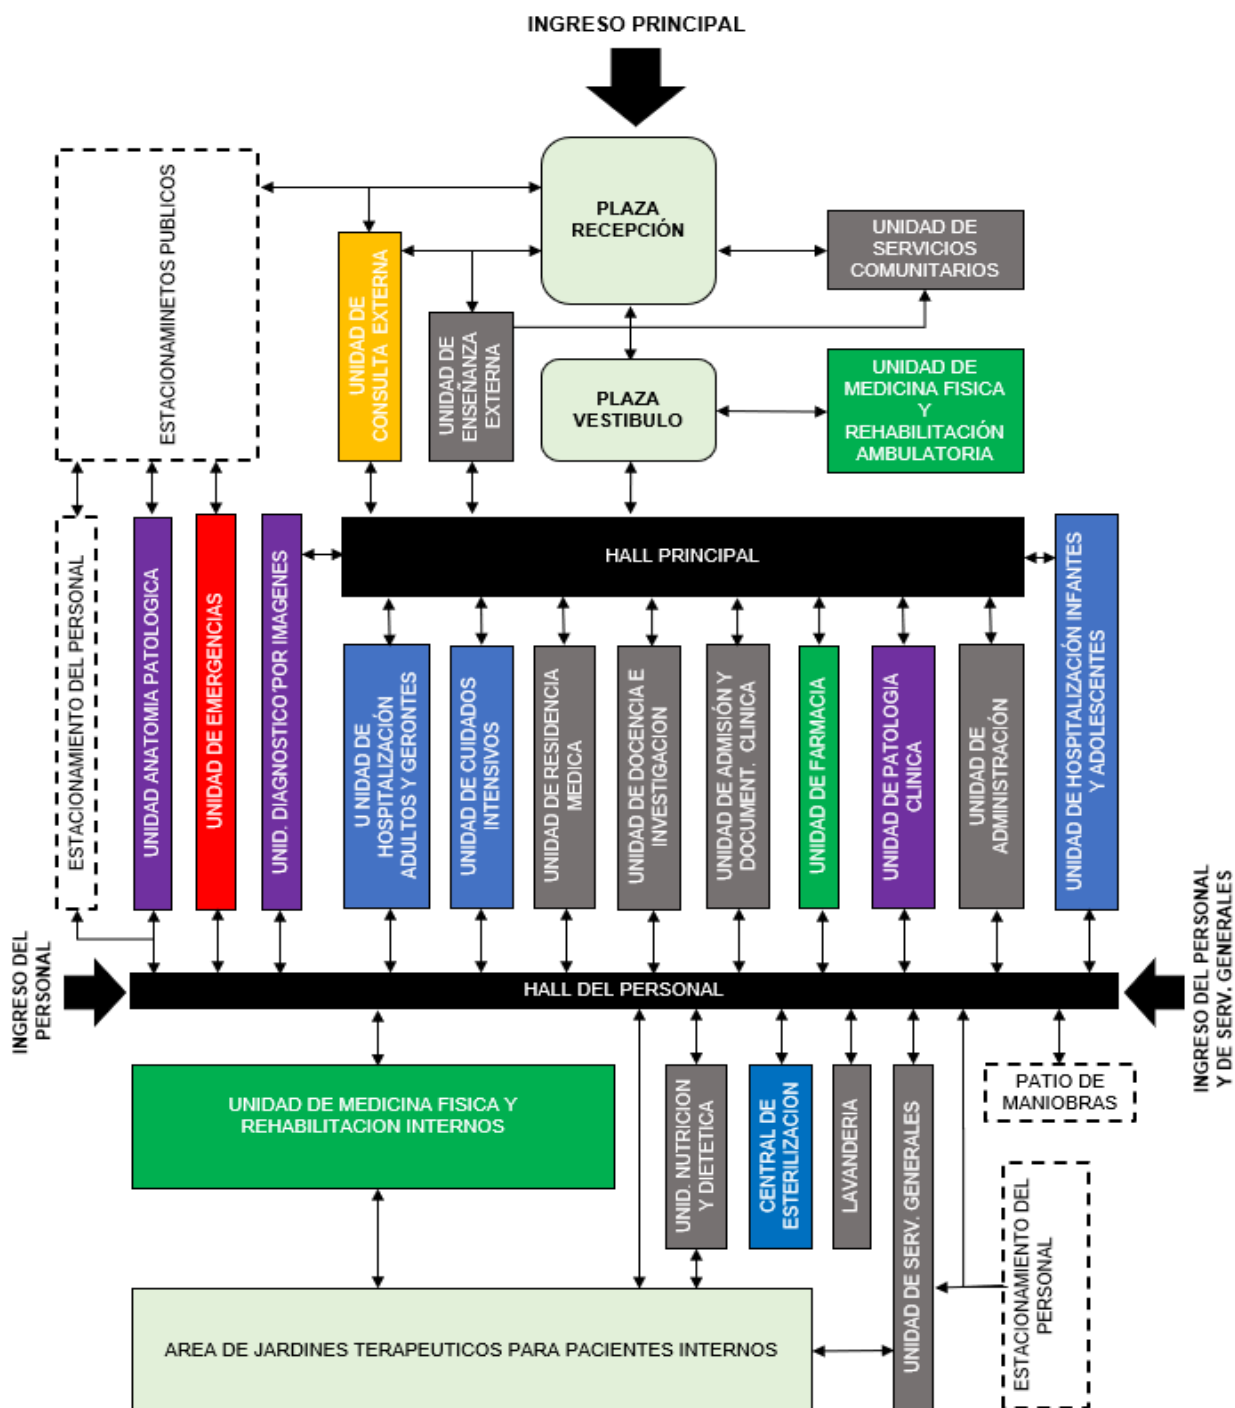 INGRESO PRINCIPAL
ESTACIONAMINETOS PUBLICOS
PLAZA
RECEPCIÓN
UNIDAD DE
SERVICIOS
COMUNITARIOS
UNIDAD DE
CONSULTA EXTERNA
UNIDAD DE
ENSEÑANZA
EXTERNA
PLAZA
VESTIBULO
UNIDAD DE
MEDICINA FISICA
Y
REHABILITACIÓN
AMBULATORIA
ESTACIONAMIENTO DEL PERSONAL
UNIDAD ANATOMIA PATOLOGICA
UNIDAD DE EMERGENCIAS
UNID. DIAGNOSTICO´POR IMAGENES
HALL PRINCIPAL
UNIDAD DE HOSPITALIZACIÓN INFANTES
Y ADOLESCENTES
U NIDAD DE
HOSPITALIZACIÓN
ADULTOS Y GERONTES
UNIDAD DE CUIDADOS
INTENSIVOS
UNIDAD DE RESIDENCIA
MEDICA
UNIDAD DE DOCENCIA E
INVESTIGACION
UNIDAD DE ADMISIÓN Y
DOCUMENT. CLINICA
UNIDAD DE FARMACIA
UNIDAD DE PATOLOGIA
CLINICA
UNIDAD DE
ADMINISTRACIÓN
INGRESO DEL
PERSONAL
HALL DEL PERSONAL
INGRESO DEL PERSONAL
Y DE SERV. GENERALES
UNIDAD DE MEDICINA FISICA Y
REHABILITACION INTERNOS
UNID. NUTRICION
Y DIETETICA
CENTRAL DE
ESTERILIZACION
LAVANDERIA
UNIDAD DE SERV. GENERALES
PATIO DE
MANIOBRAS
ESTACIONAMIENTO DEL
PERSONAL
AREA DE JARDINES TERAPEUTICOS PARA PACIENTES INTERNOS